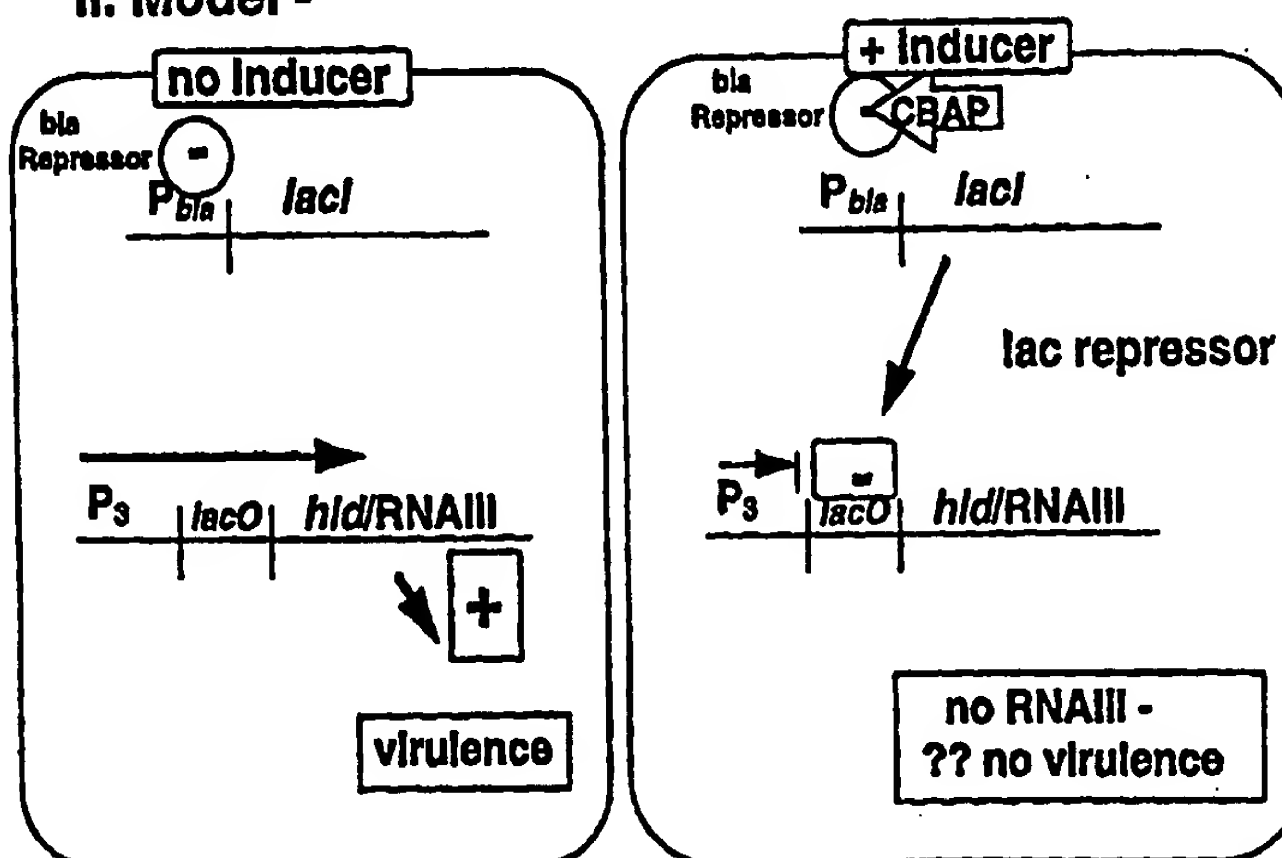 II. Model -
no Inducer
bla
Repressor
-
Pbla
lacI
P3
lacO
hld/RNAIII
+
virulence
+ Inducer
bla
Repressor
-
CBAP
Pbla
lacI
lac repressor
-
P3
lacO
hld/RNAIII
no RNAIII -
?? no virulence